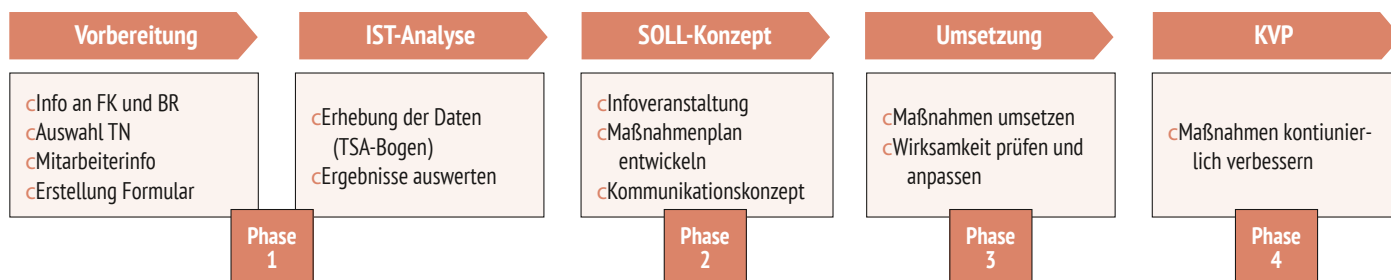 Vorbereitung
cInfo an FK und BR
cAuswahl TN
cMitarbeiterinfo
cErstellung Formular
IST-Analyse
cErhebung der Daten
(TSA-Bogen)
cErgebnisse auswerten
Phase
1
SOLL-Konzept
cInfoveranstaltung
cMaßnahmenplan
entwickeln
cKommunikationskonzept
Phase
2
Umsetzung
cMaßnahmen umsetzen
cWirksamkeit prüfen und
anpassen
Phase
3
KVP
cMaßnahmen kontiunier-
lich verbessern
Phase
4